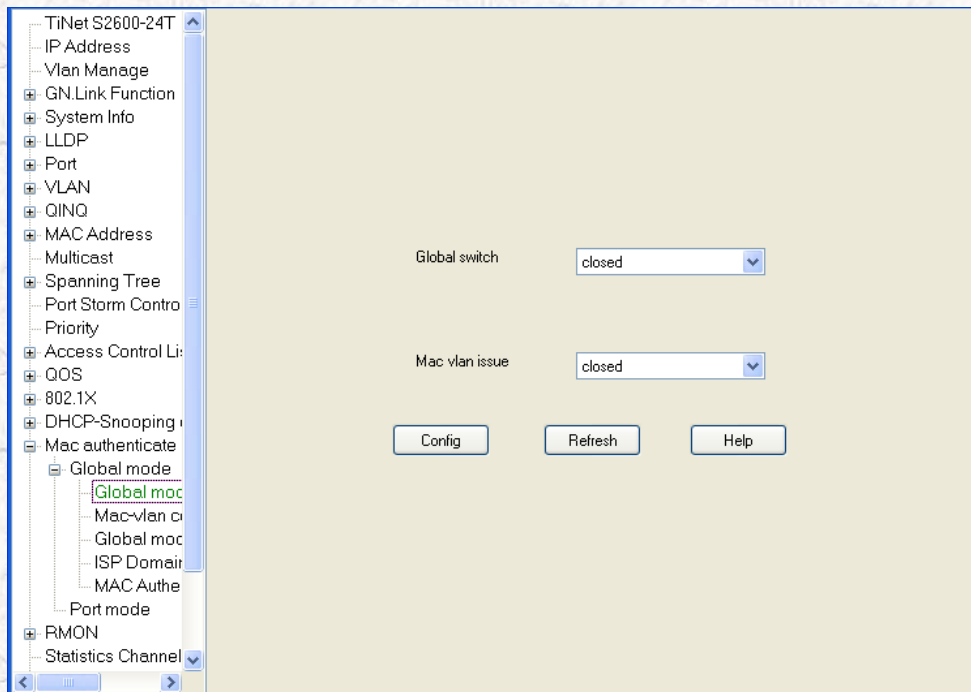 TiNet S2600-24T
IP Address
Vlan Manage
GN.Link Function
System Info
LLDP
Port
VLAN
QINQ
MAC Address
Multicast
Spanning Tree
Port Storm Contro
Priority
Access Control Li
QOS
802.1X
DHCP-Snooping
Mac authenticate
Global mode
Global mod
Mac-vlan c
Global mod
ISP Domai
MAC Authe
Port mode
RMON
Statistics Channel
Global switch
closed
Mac vlan issue
closed
Config
Refresh
Help